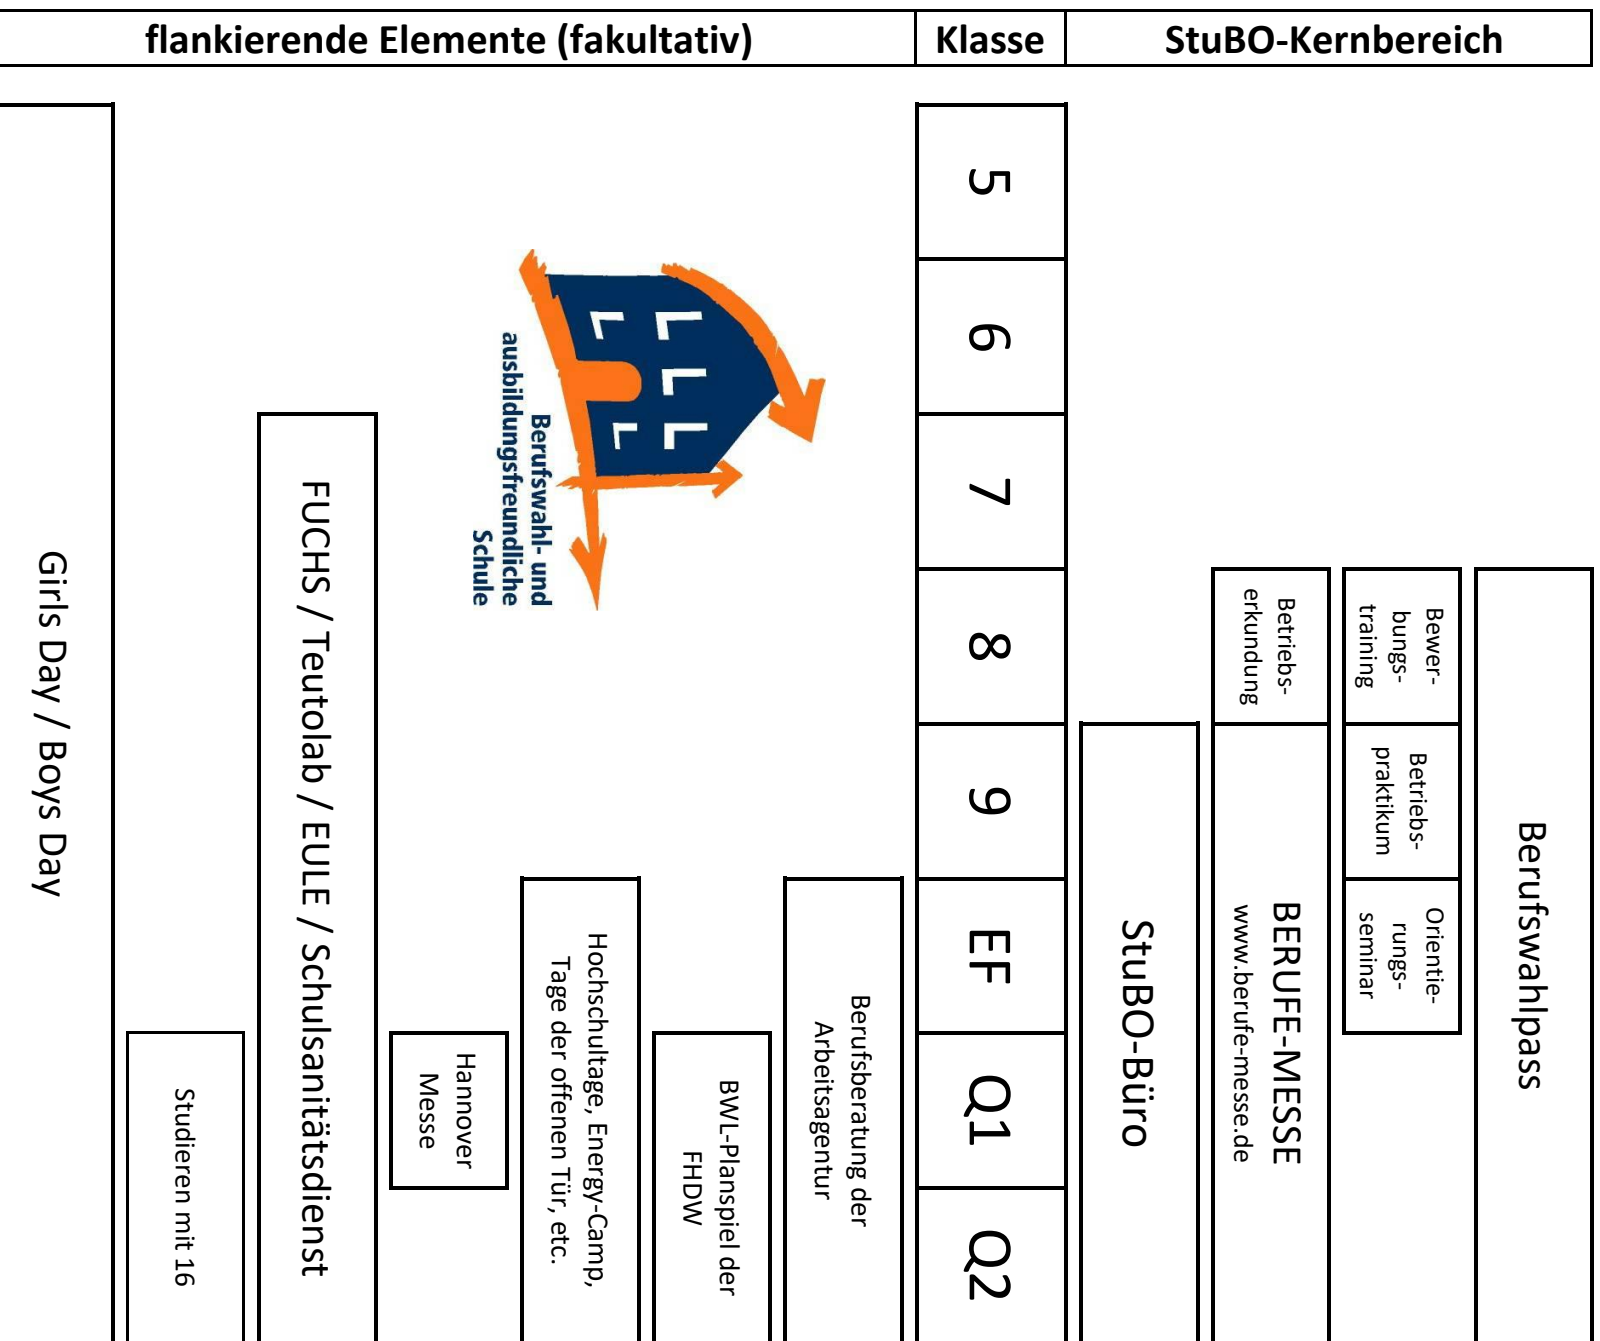 flankierende Elemente (fakultativ)
Klasse
StuBO-Kernbereich
5
6
7
8
9
EF
Q1
Q2
Berufswahlpass
Bewer-
bungs-
training
Betriebs-
praktikum
Orientie-
rungs-
seminar
Betriebs-
erkundung
BERUFE-MESSE
www.berufe-messe.de
StuBO-Büro
Berufsberatung der
Arbeitsagentur
BWL-Planspiel der
FHDW
Hochschultage, Energy-Camp,
Tage der offenen Tür, etc.
Hannover
Messe
FUCHS / Teutolab / EULE / Schulsanitätsdienst
Studieren mit 16
Girls Day / Boys Day
Berufswahl- und
ausbildungsfreundliche
Schule